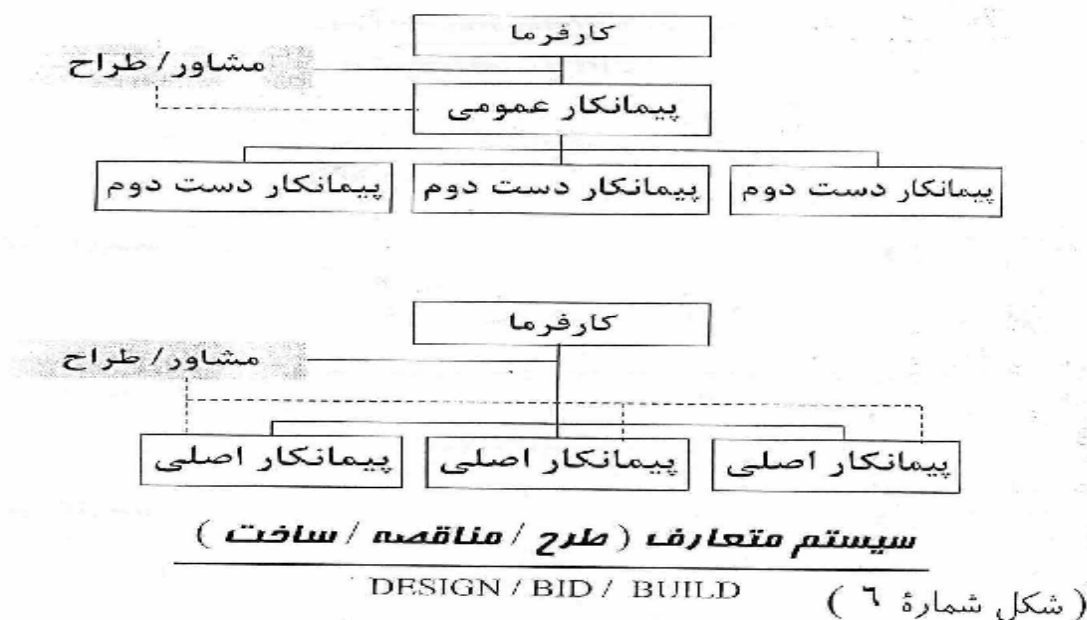 کارفرما
مشاور/ طراح
پیمانکار عمومی
پیمانکار دست دوم
پیمانکار دست دوم
پیمانکار دست دوم
کارفرما
مشاور/ طراح
پیمانکار اصلی
پیمانکار اصلی
پیمانکار اصلی
سیستم متعارف ( طرح / مناقصه / ساخت )
DESIGN / BID / BUILD
( شکل شمارهٔ ٦ )